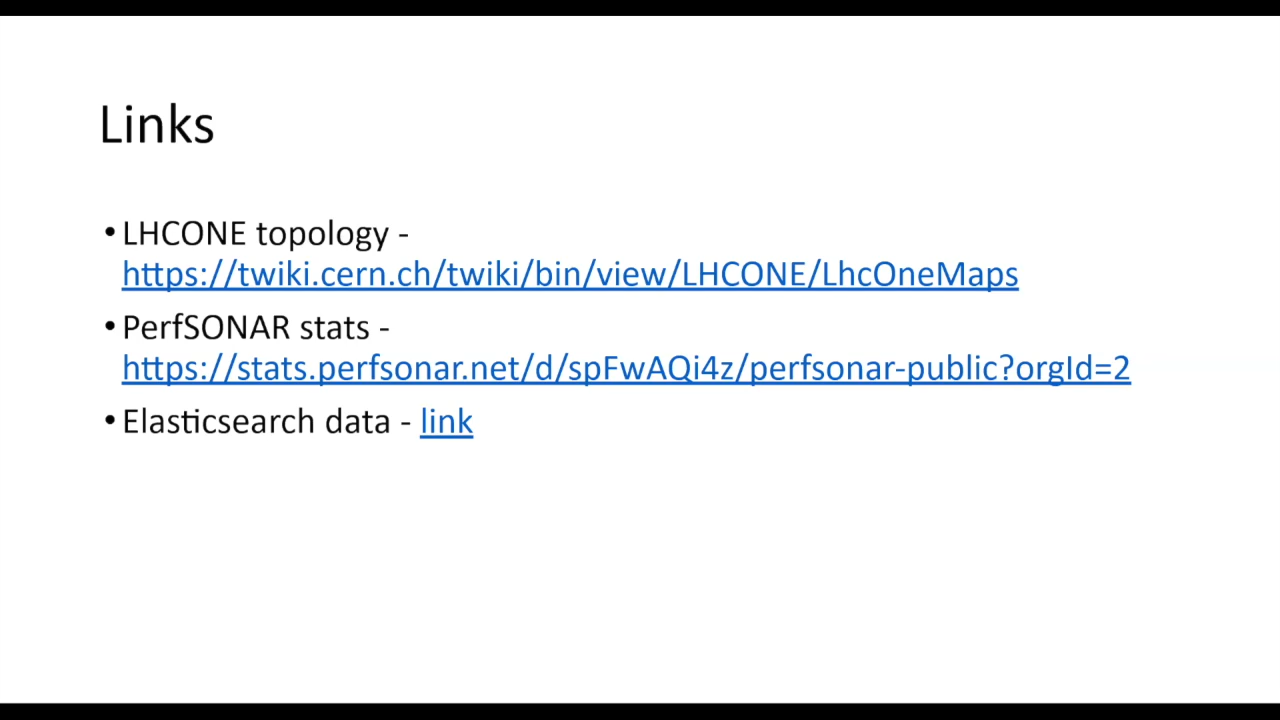 Links
• LHCONE topology -
https://twiki.cern.ch/twiki/bin/view/LHCONE/LhcOneMaps
• PerfSONAR stats -
https://stats.perfsonar.net/d/spFwAQi4z/perfsonar-public?orgId=2
• Elasticsearch data - link